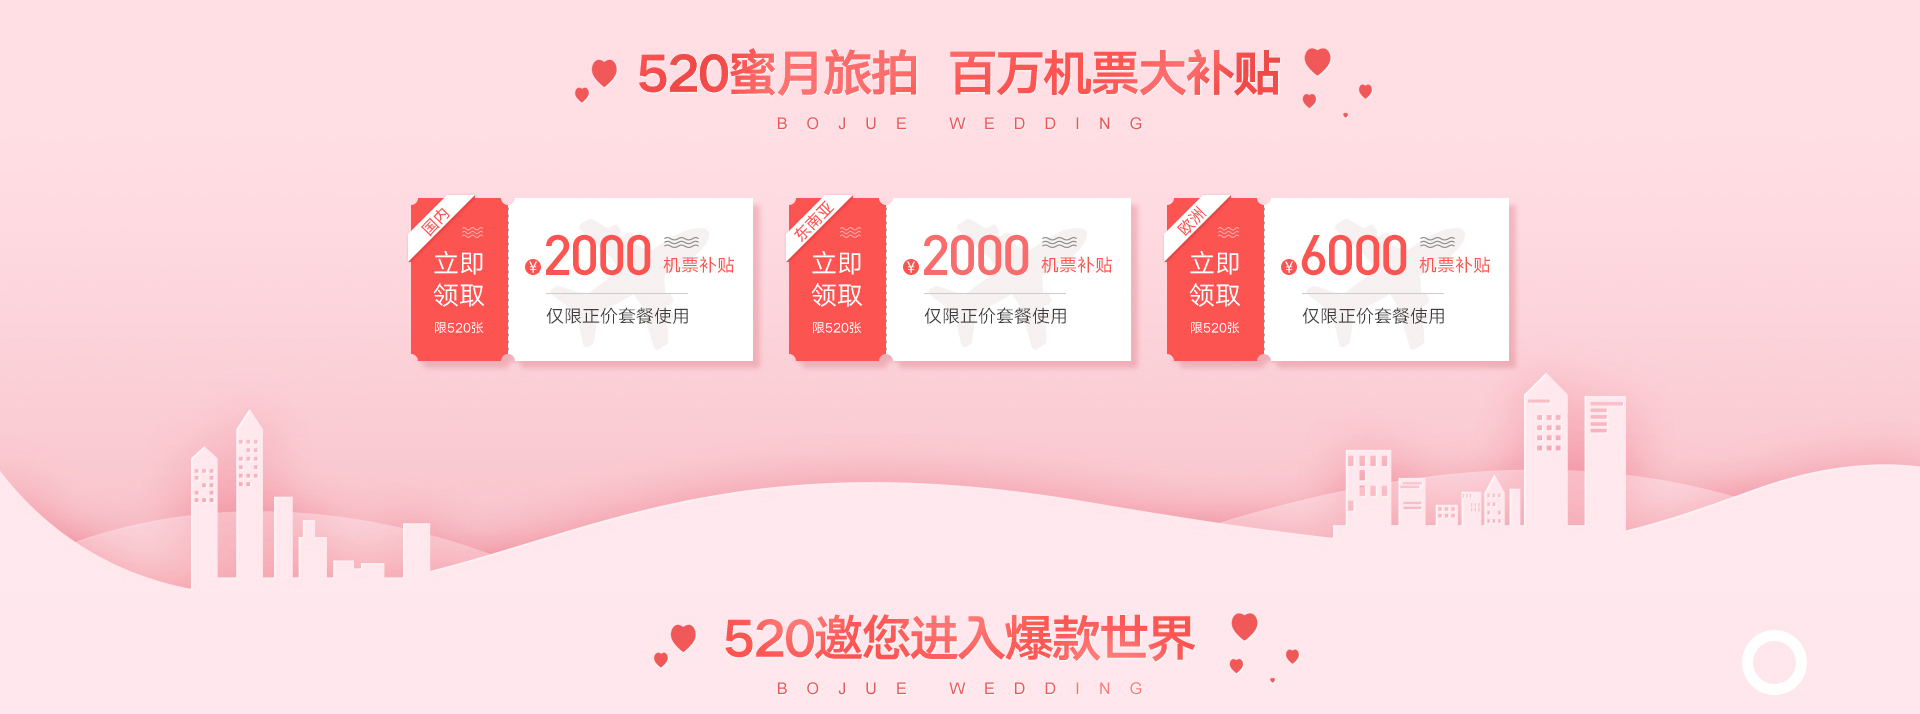 520蜜月旅拍 百万机票大补贴
BOJUE WEDDING
国内
立即
领取
限520张
¥2000
机票补贴
仅限正价套餐使用
东南亚
立即
领取
限520张
¥2000
机票补贴
仅限正价套餐使用
欧洲
立即
领取
限520张
¥6000
机票补贴
仅限正价套餐使用
520邀您进入爆款世界
BOJUE WEDDING